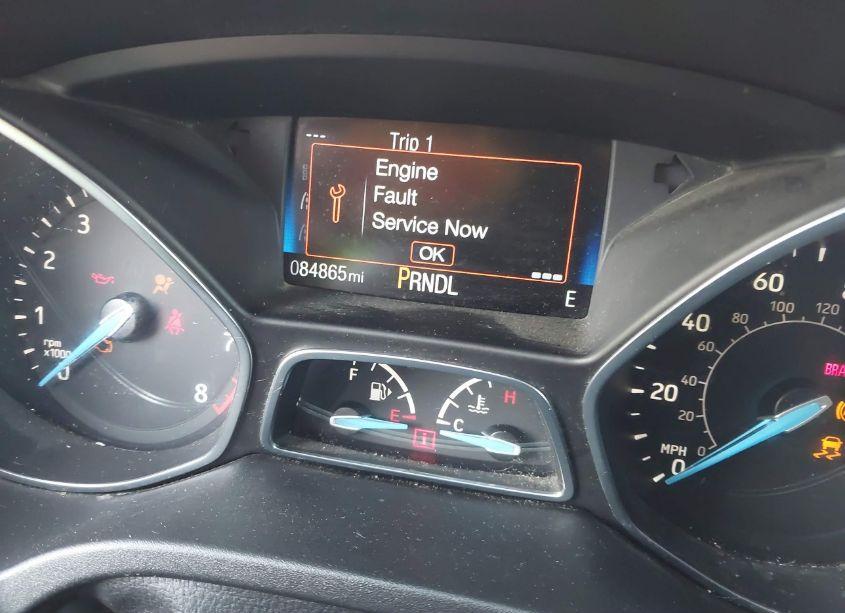 ---
Trip 1
Engine
Fault
Service Now
OK
084865mi
PRNDL
E
3
2
1
0
rpm
x1000
7
8
F
E
H
C
60
40
20
0
MPH
120
100
80
60
40
20
0
BRA